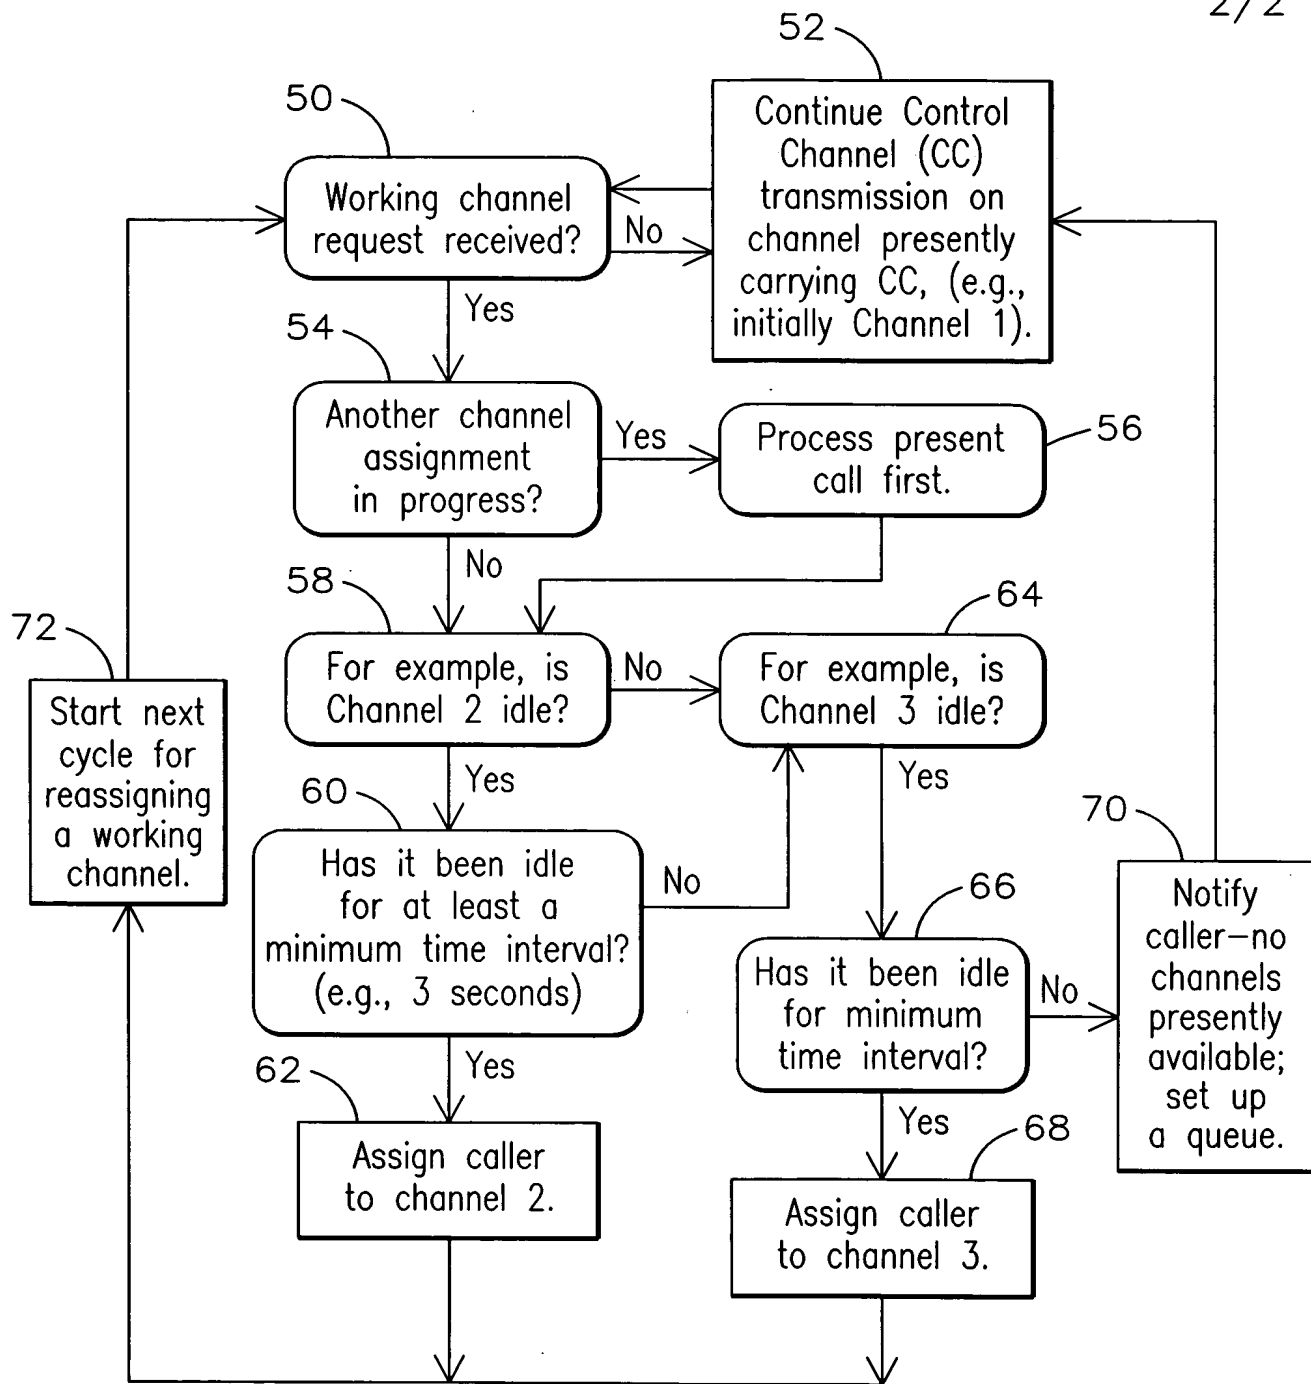 2/2
52
50
Continue Control
Channel (CC)
transmission on
channel presently
carrying CC, (e.g.,
initially Channel 1).
Working channel
request received?
No
Yes
54
Another channel
assignment
in progress?
Yes
Process present
call first.
56
No
58
64
72
For example, is
Channel 2 idle?
No
For example, is
Channel 3 idle?
Start next
cycle for
reassigning
a working
channel.
Yes
Yes
60
70
Has it been idle
for at least a
minimum time interval?
(e.g., 3 seconds)
No
66
Notify
caller–no
channels
presently
available;
set up
a queue.
Has it been idle
for minimum
time interval?
No
Yes
62
Yes
68
Assign caller
to channel 2.
Assign caller
to channel 3.